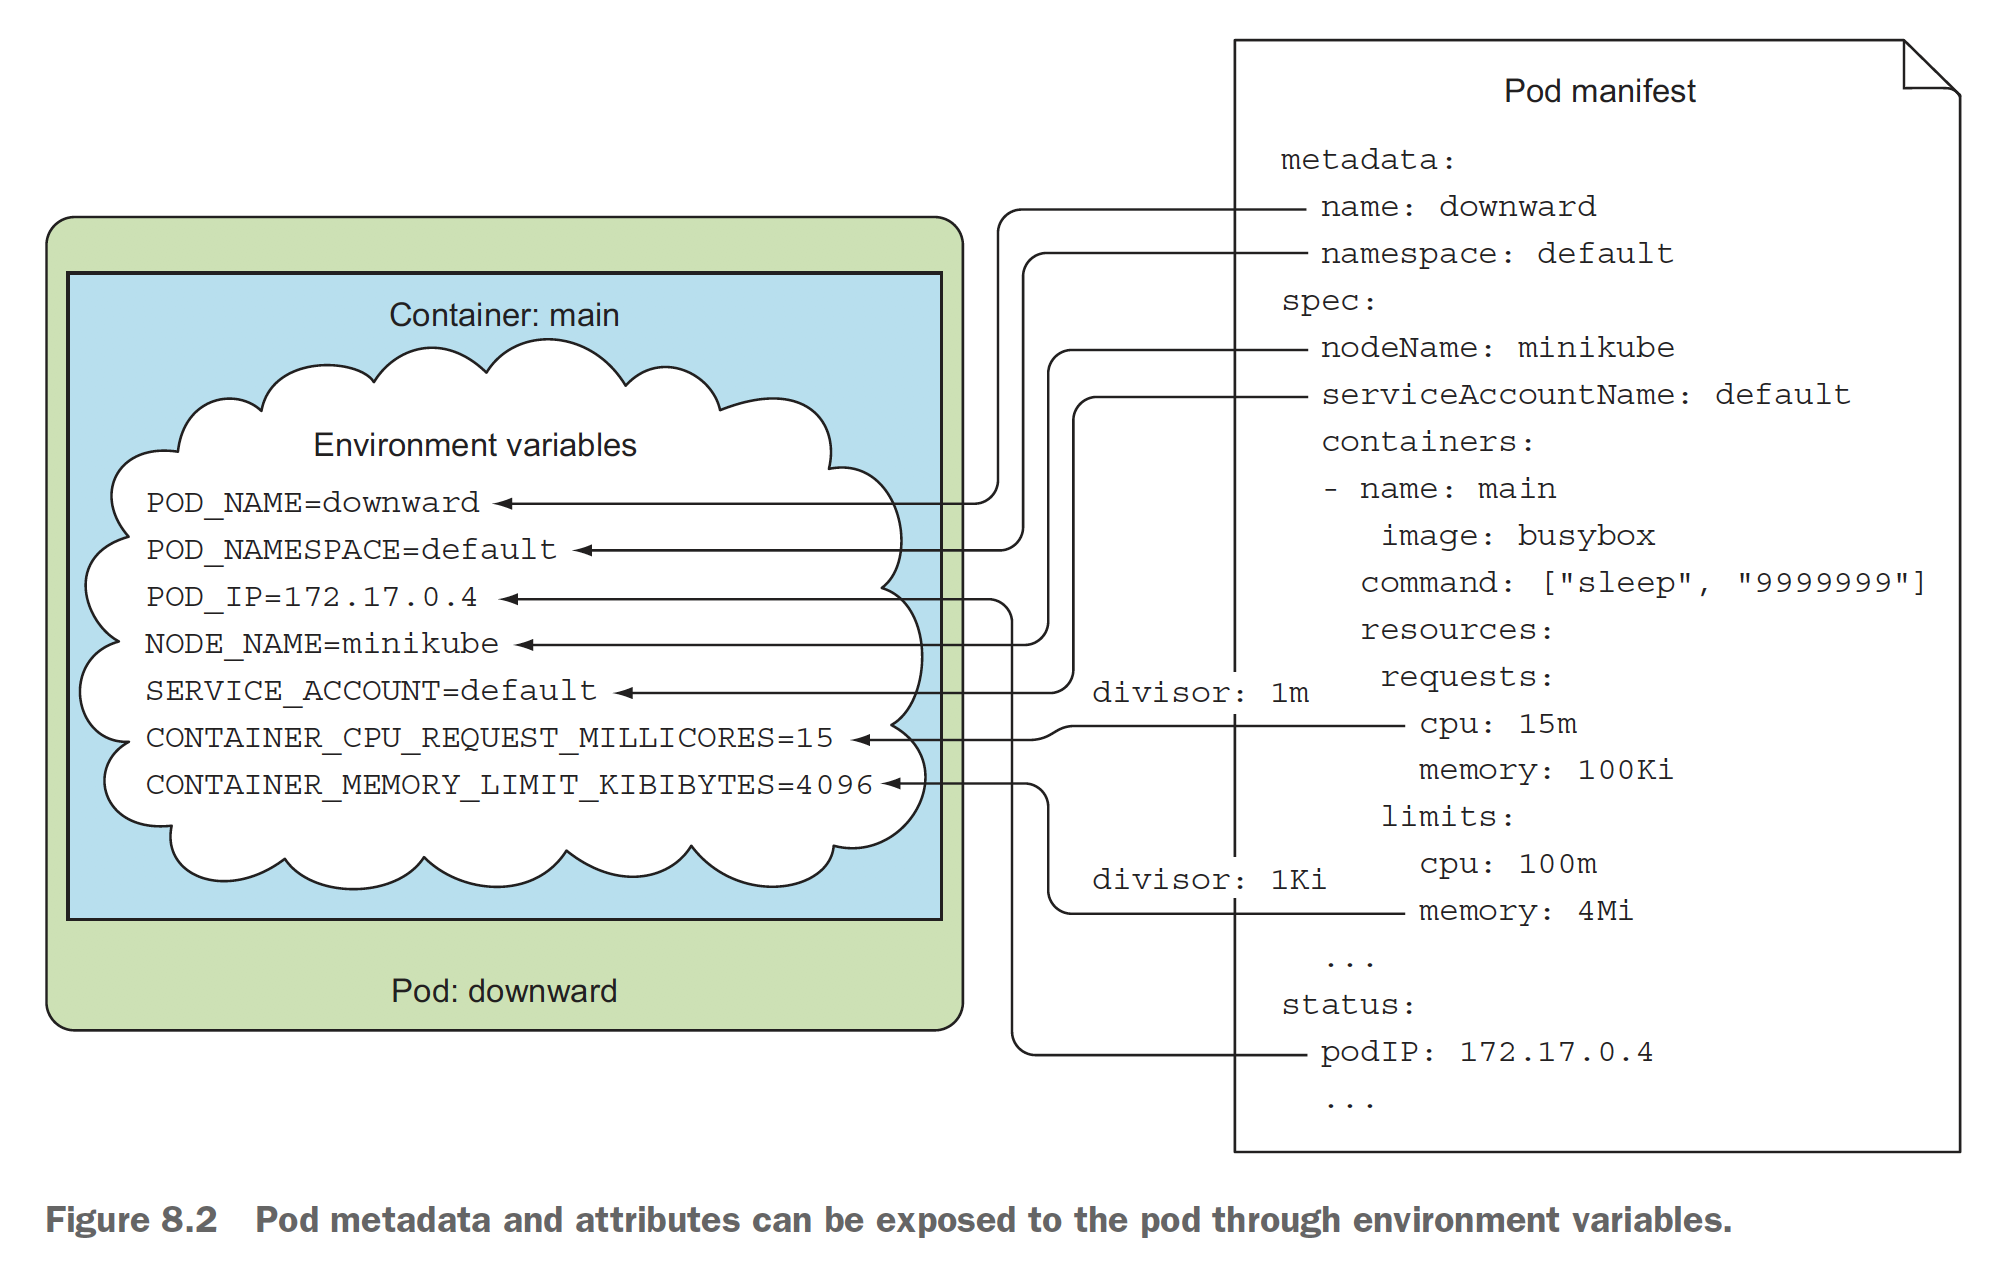 Container: main
Environment variables
POD_NAME=downward
POD_NAMESPACE=default
POD_IP=172.17.0.4
NODE_NAME=minikube
SERVICE_ACCOUNT=default
CONTAINER_CPU_REQUEST_MILLICORES=15
CONTAINER_MEMORY_LIMIT_KIBIBYTES=4096
Pod: downward
divisor: 1m
divisor: 1Ki
Pod manifest
metadata:
name: downward
namespace: default
spec:
nodeName: minikube
serviceAccountName: default
containers:
- name: main
image: busybox
command: ["sleep", "9999999"]
resources:
requests:
cpu: 15m
memory: 100Ki
limits:
cpu: 100m
memory: 4Mi
...
status:
podIP: 172.17.0.4
...
Figure 8.2 Pod metadata and attributes can be exposed to the pod through environment variables.